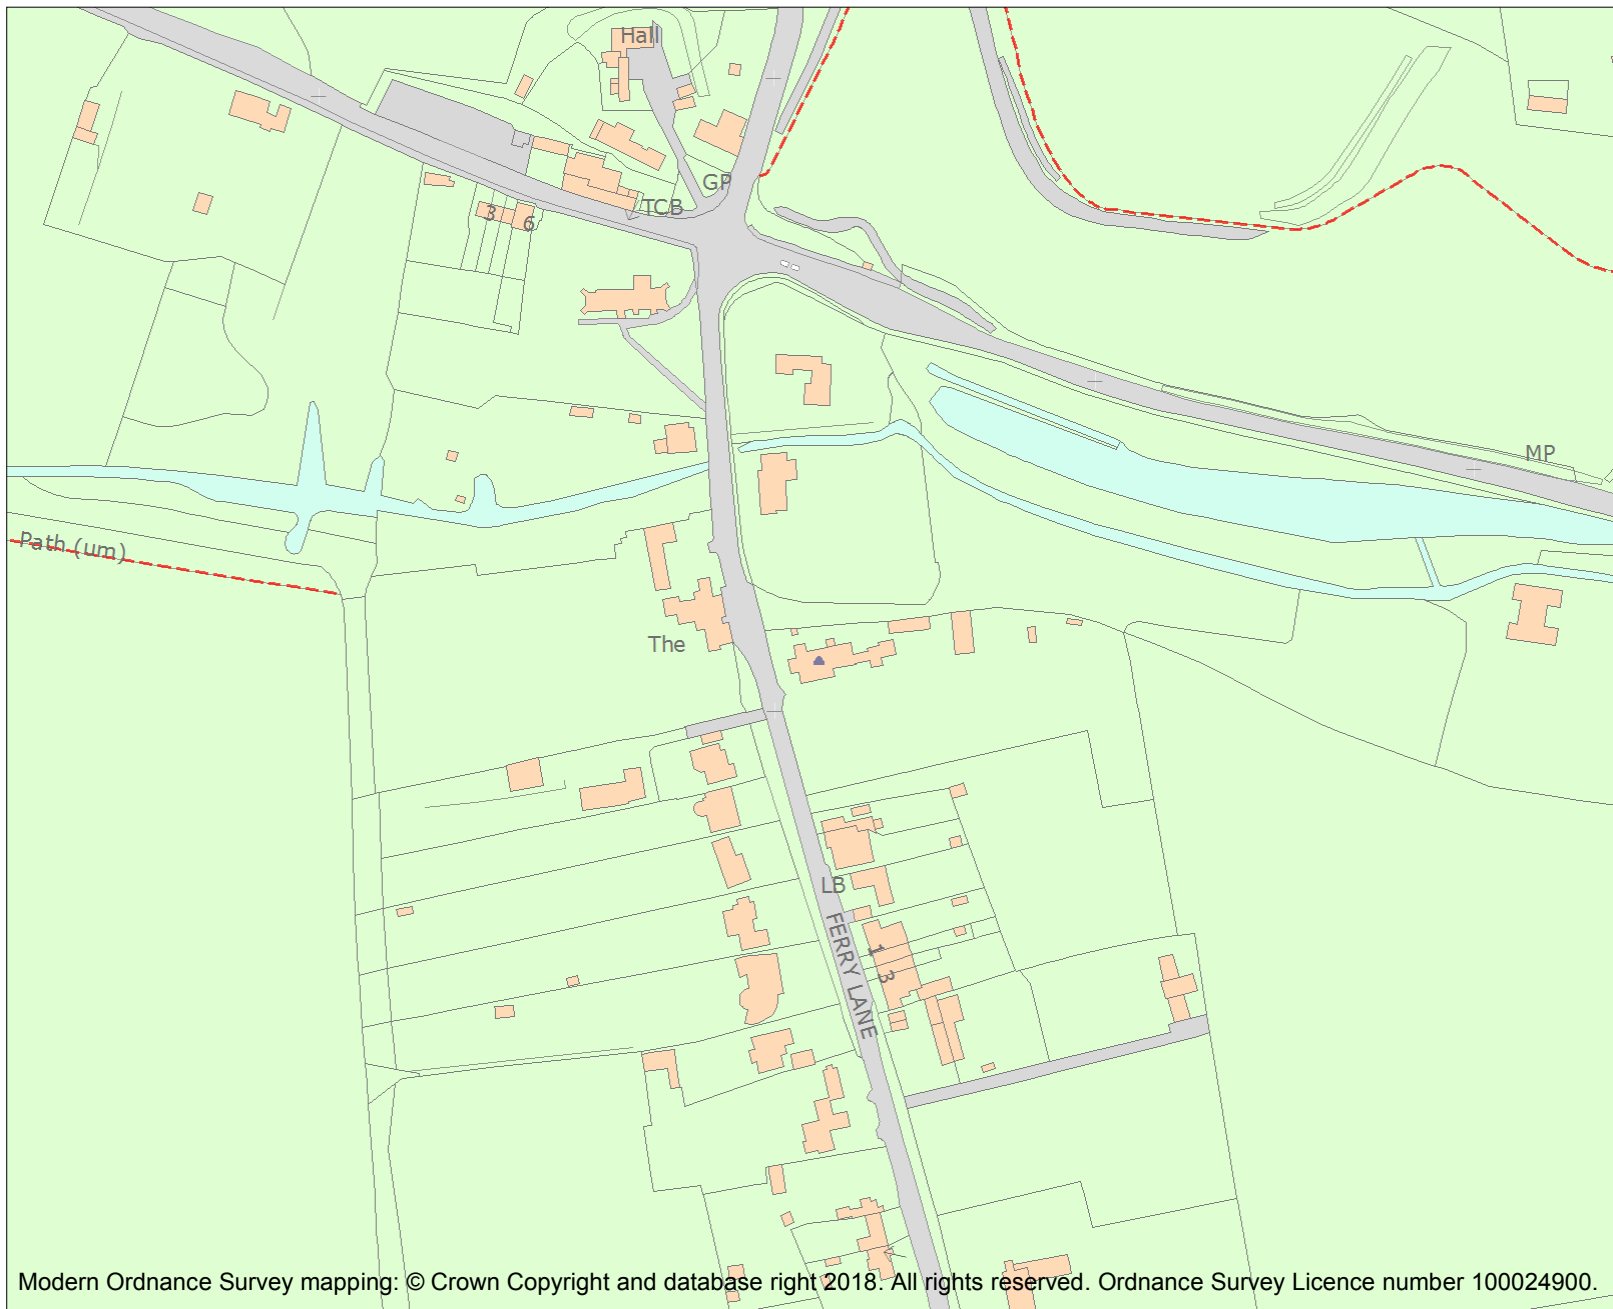 Hall
GP
TCB
3
6
MP
Path (um)
The
LB
FERRY LANE
1
3
Modern Ordnance Survey mapping: © Crown Copyright and database right 2018. All rights reserved. Ordnance Survey Licence number 100024900.